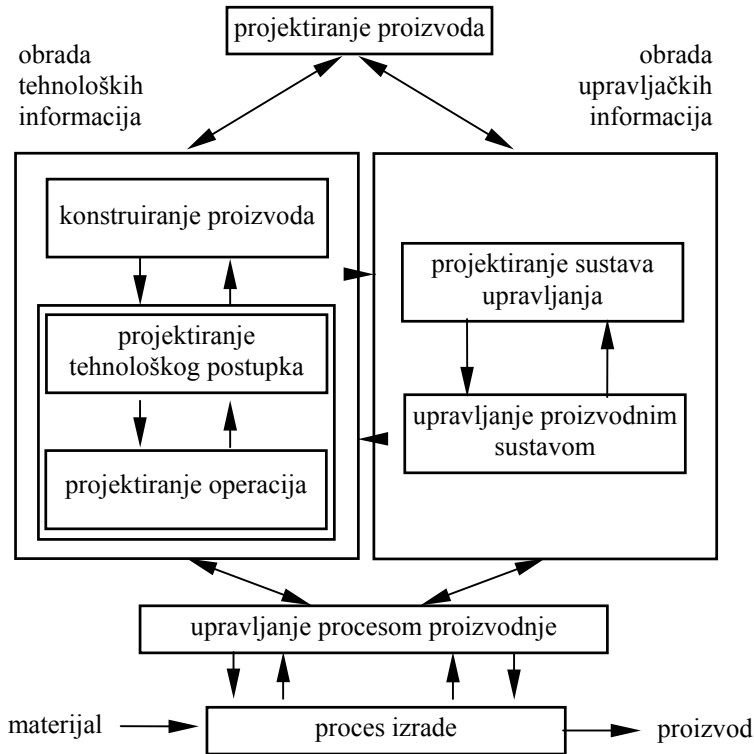 projektiranje proizvoda
obrada
tehnoloških
informacija
obrada
upravljačkih
informacija
konstruiranje proizvoda
projektiranje
tehnološkog postupka
projektiranje operacija
projektiranje sustava
upravljanja
upravljanje proizvodnim
sustavom
upravljanje procesom proizvodnje
materijal
proces izrade
proizvod